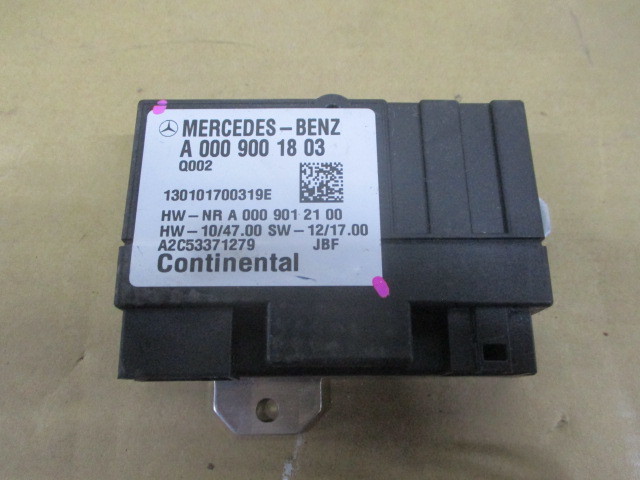 MERCEDES-BENZ
A 000 900 18 03
Q002
130101700319E
HW-NR A 000 901 21 00
HW-10/47.00 SW-12/17.00
A2C53371279 JBF
Continental